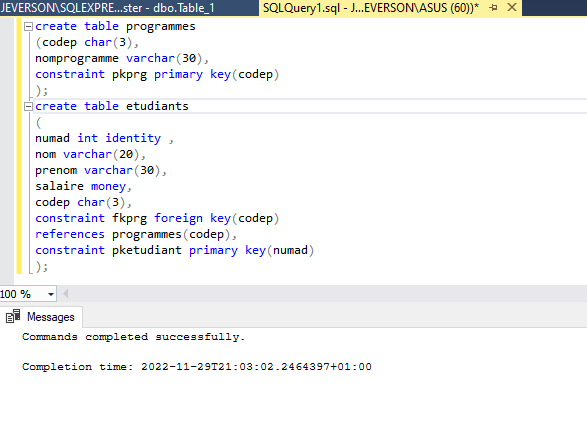 JEVERSON\SQLEXPRE...ster - dbo.Table_1
SQLQuery1.sql - J...EVERSON\ASUS (60))*
create table programmes
(codep char(3),
nomprogramme varchar(30),
constraint pkprg primary key(codep)
);
create table etudiants
(
numad int identity ,
nom varchar(20),
prenom varchar(30),
salaire money,
codep char(3),
constraint fkprg foreign key(codep)
references programmes(codep),
constraint pketudiant primary key(numad)
);
100 %
Messages
Commands completed successfully.
Completion time: 2022-11-29T21:03:02.2464397+01:00